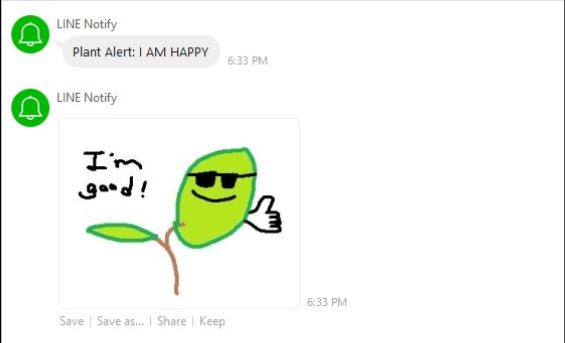 LINE Notify
Plant Alert: I AM HAPPY
6:33 PM
LINE Notify
I'm
good!
6:33 PM
Save | Save as... | Share | Keep